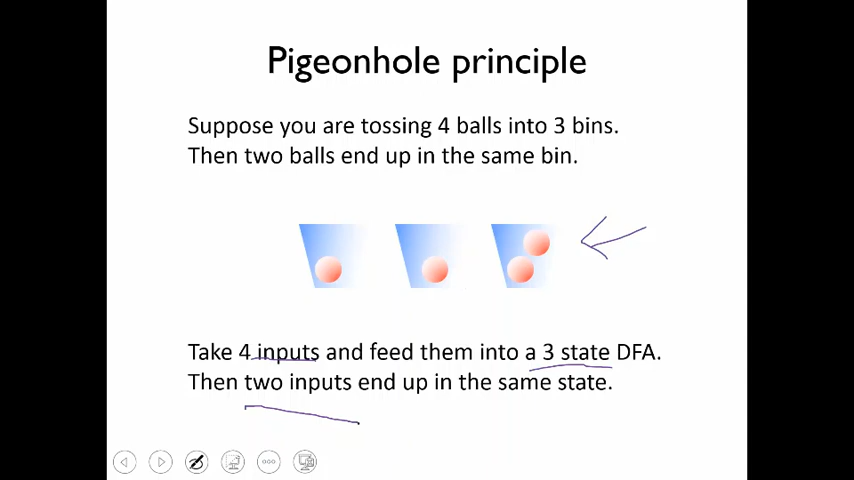 Pigeonhole principle
Suppose you are tossing 4 balls into 3 bins.
Then two balls end up in the same bin.
Take 4 inputs and feed them into a 3 state DFA.
Then two inputs end up in the same state.